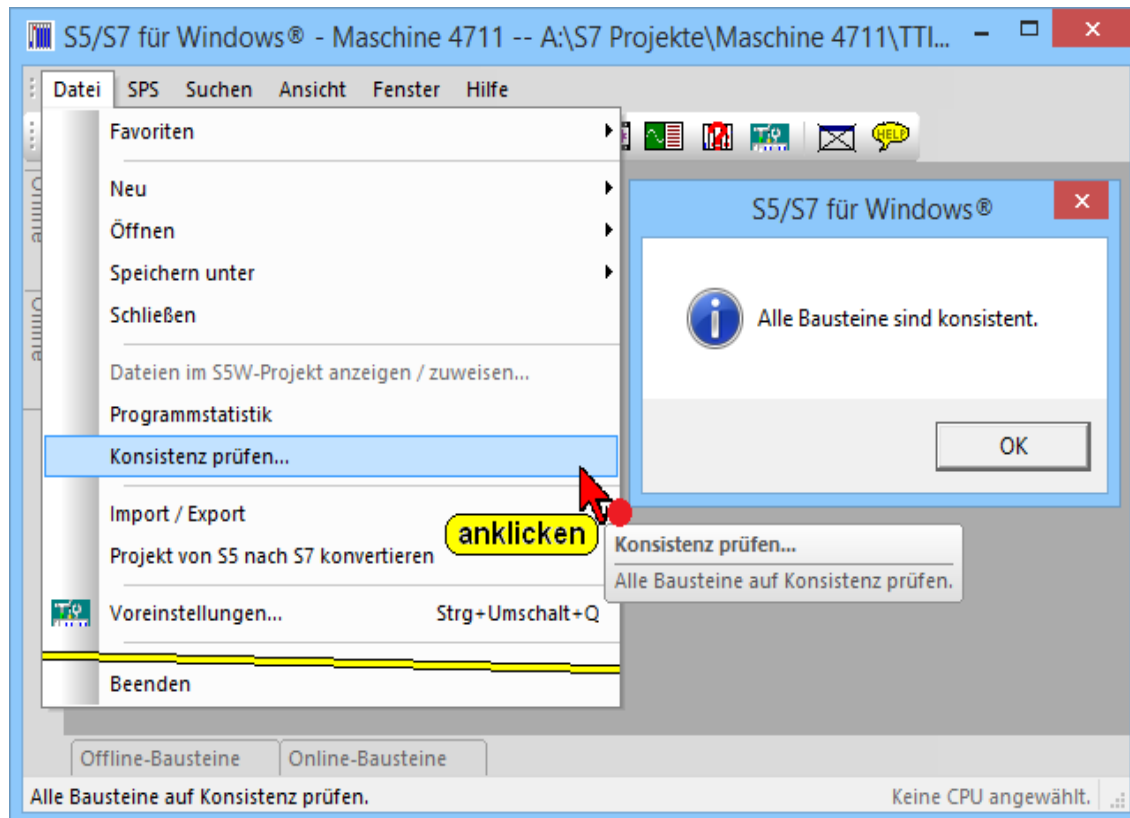 S5/S7 für Windows® - Maschine 4711 -- A:\S7 Projekte\Maschine 4711\TTI...
Datei SPS Suchen Ansicht Fenster Hilfe
HELP
Favoriten
Neu
Öffnen
Speichern unter
Schließen
Dateien im S5W-Projekt anzeigen / zuweisen...
Programmstatistik
Konsistenz prüfen...
Import / Export
Projekt von S5 nach S7 konvertieren
Voreinstellungen... Strg+Umschalt+Q
Beenden
anklicken
Konsistenz prüfen...
Alle Bausteine auf Konsistenz prüfen.
S5/S7 für Windows®
Alle Bausteine sind konsistent.
OK
Offline-Bausteine Online-Bausteine
Alle Bausteine auf Konsistenz prüfen. Keine CPU angewählt.